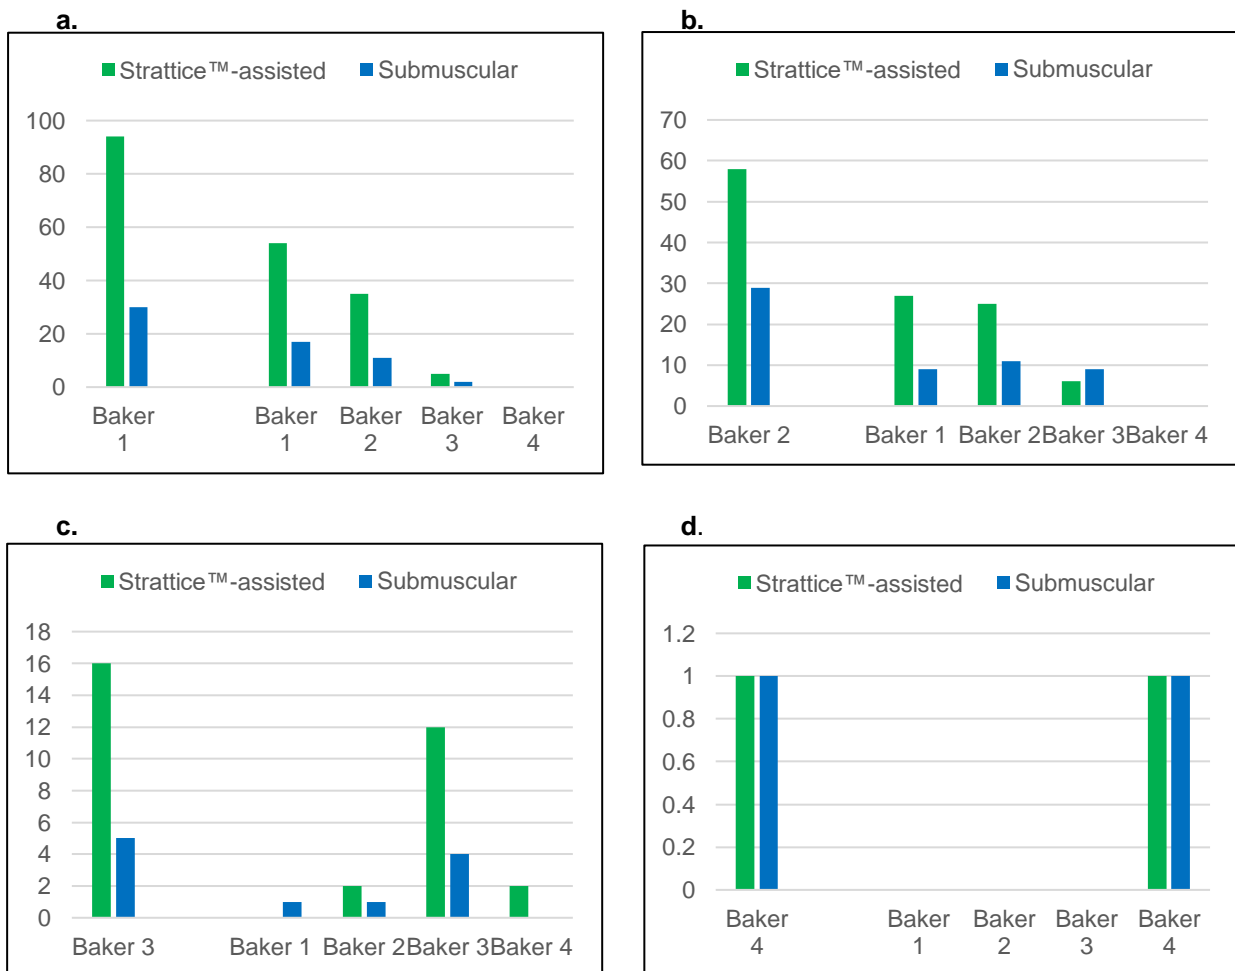 a.
Strattice™-assisted Submuscular
100
80
60
40
20
0
Baker 1 Baker 1 Baker 2 Baker 3 Baker 4
b.
Strattice™-assisted Submuscular
70
60
50
40
30
20
10
0
Baker 2 Baker 1 Baker 2 Baker 3 Baker 4
c.
Strattice™-assisted Submuscular
18
16
14
12
10
8
6
4
2
0
Baker 3 Baker 1 Baker 2 Baker 3 Baker 4
d.
Strattice™-assisted Submuscular
1.2
1
0.8
0.6
0.4
0.2
0
Baker 4 Baker 1 Baker 2 Baker 3 Baker 4